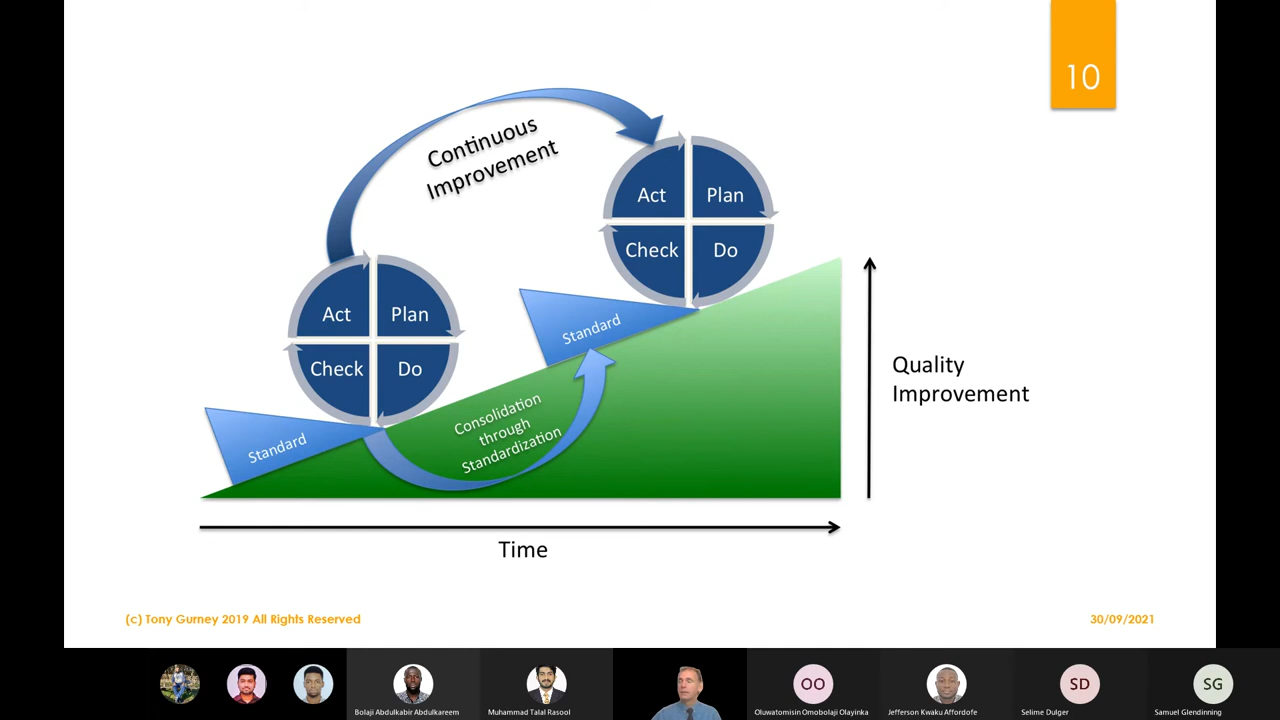 10
Continuous
Improvement
Act
Plan
Check
Do
Act
Plan
Check
Do
Standard
Standard
Consolidation
through
Standardization
Quality
Improvement
Time
(c) Tony Gurney 2019 All Rights Reserved
30/09/2021
OO
SD
SG
Bolaji Abdulkabir Abdulkareem
Muhammad Talal Rasool
Oluwatomisin Omobolaji Olayinka
Jefferson Kwaku Affordofe
Selime Dulger
Samuel Glendinning